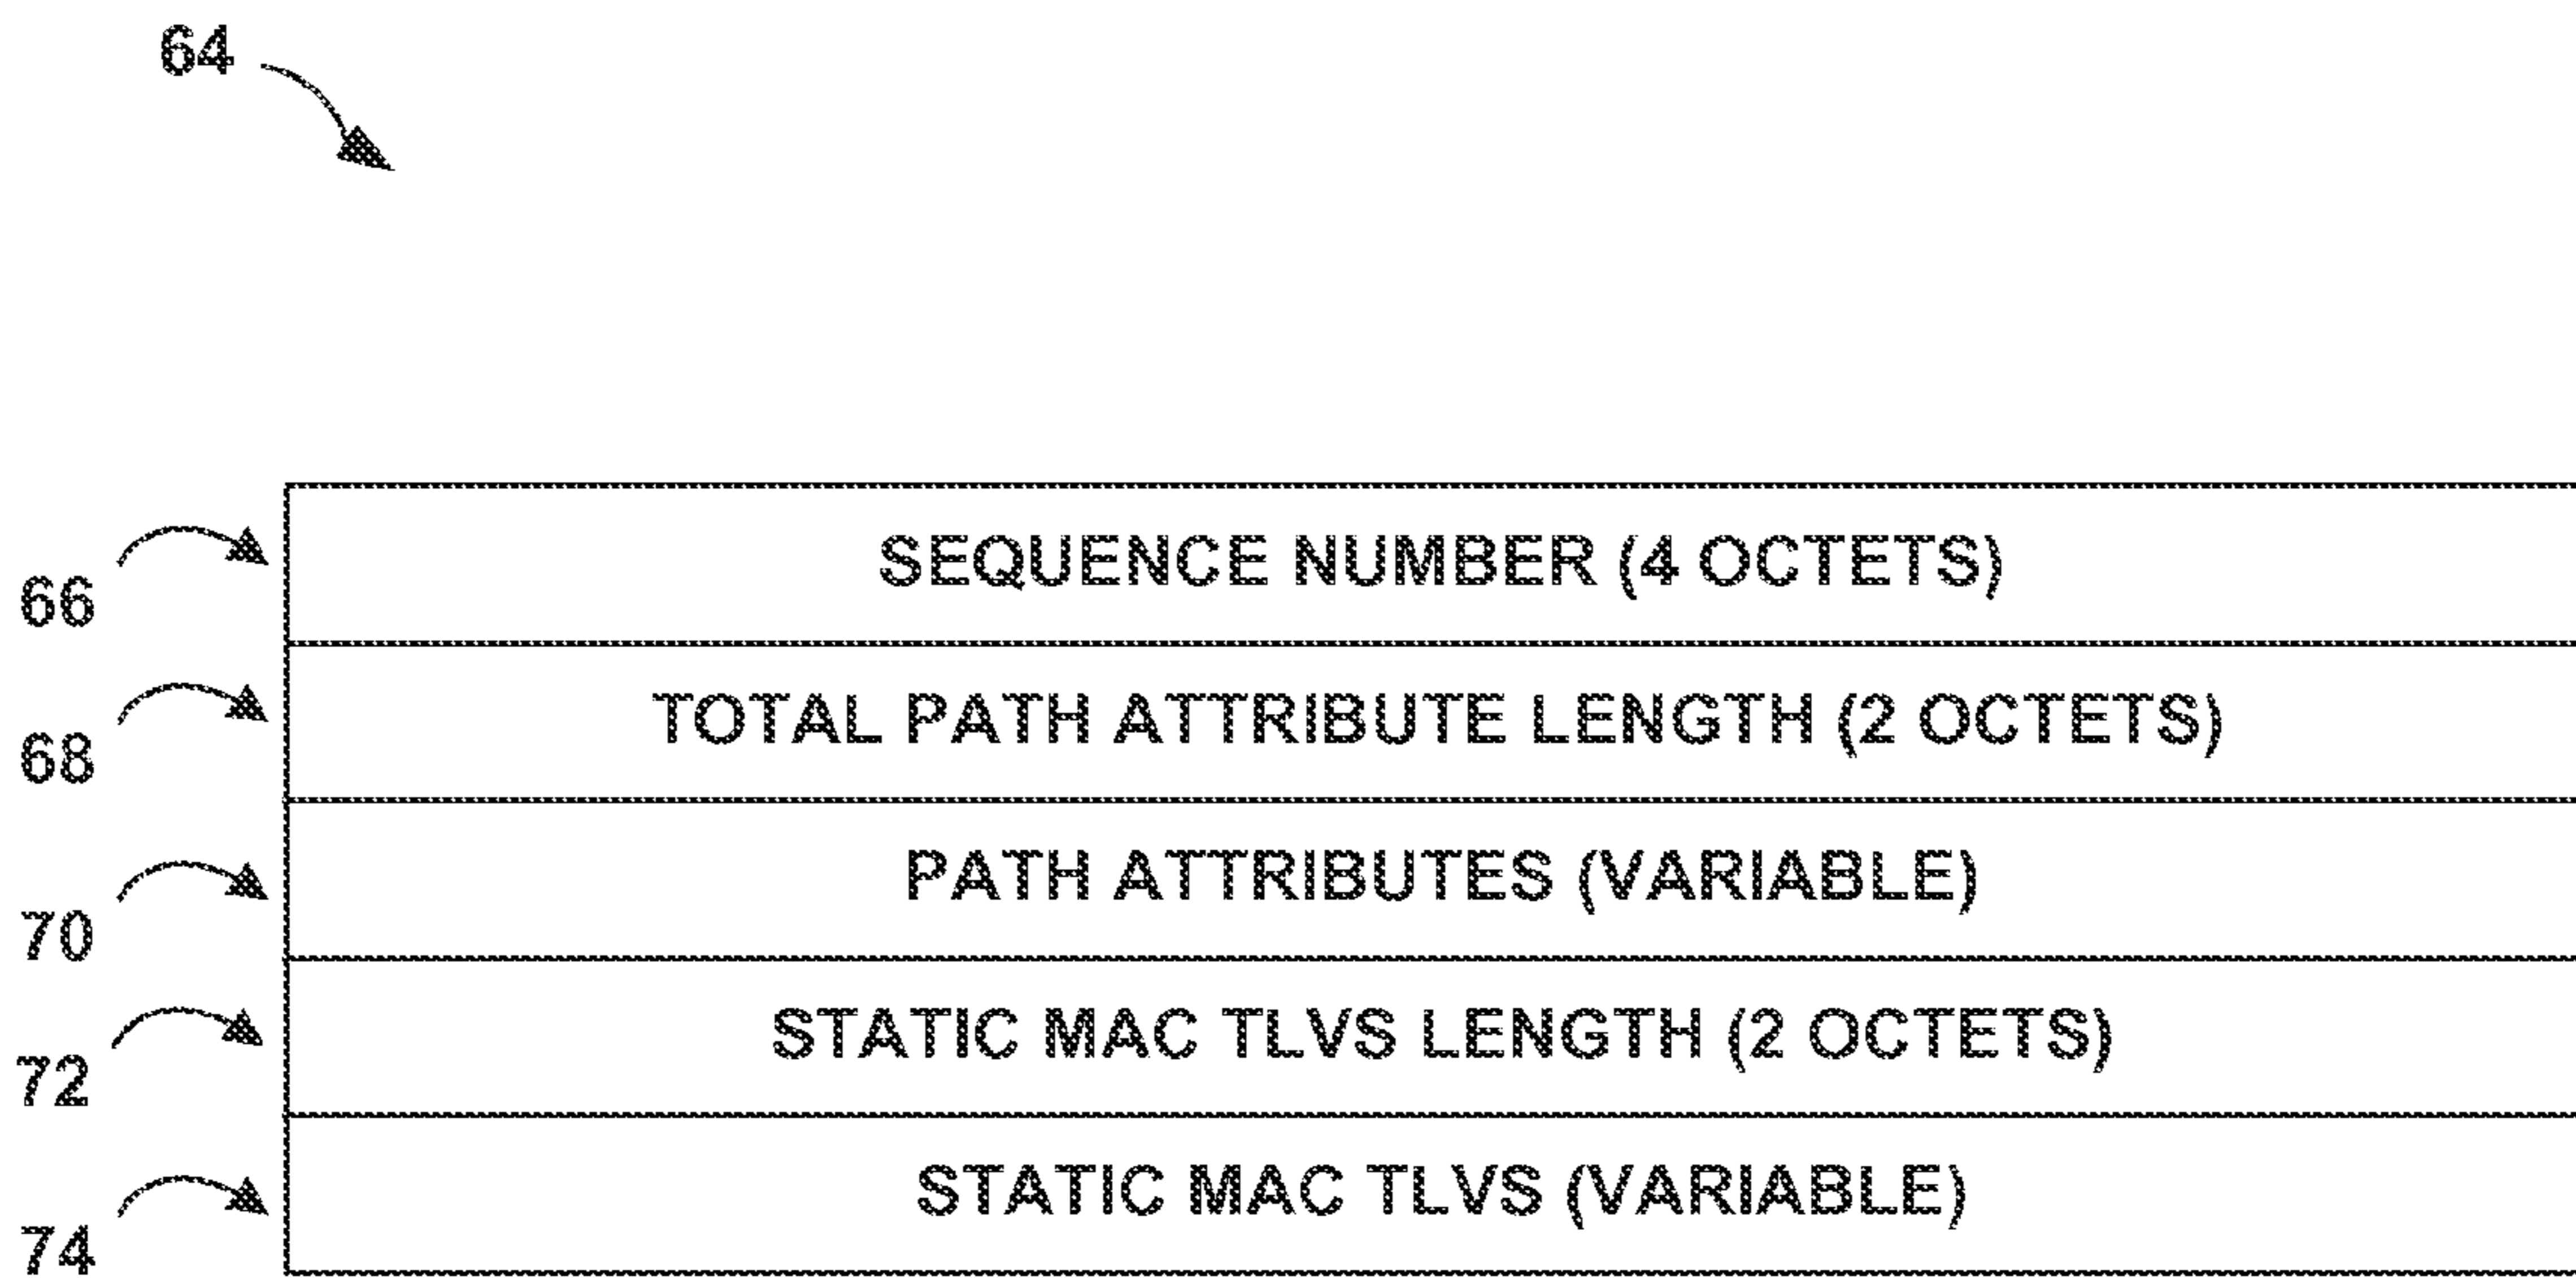 64
66 SEQUENCE NUMBER (4 OCTETS)
68 TOTAL PATH ATTRIBUTE LENGTH (2 OCTETS)
70 PATH ATTRIBUTES (VARIABLE)
72 STATIC MAC TLVS LENGTH (2 OCTETS)
74 STATIC MAC TLVS (VARIABLE)